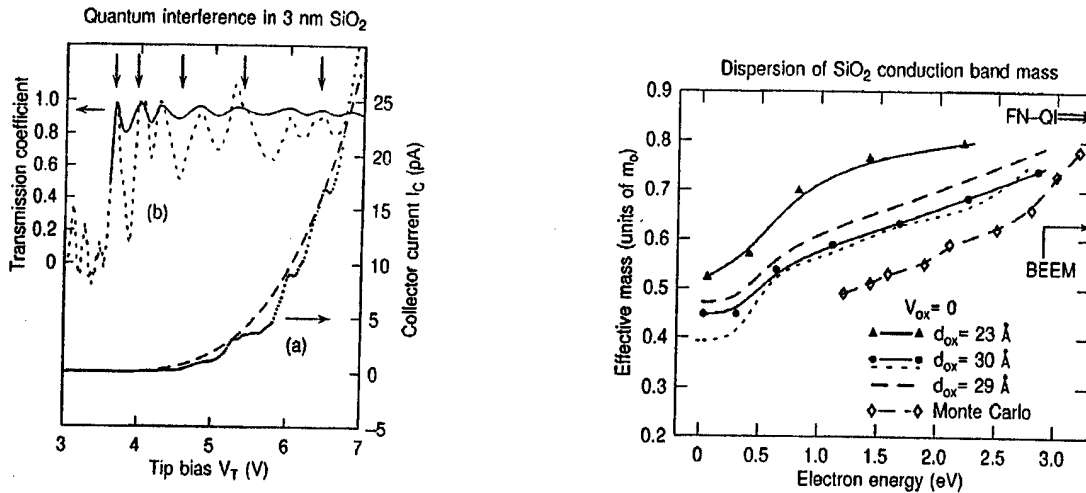 Quantum interference in 3 nm SiO2
Transmission coefficient
1.0
0.8
0.6
0.4
0.2
0
(b)
(a)
25
20
15
10
5
0
–5
Collector current IC (pA)
3
4
5
6
7
Tip bias VT (V)
Dispersion of SiO2 conduction band mass
Effective mass (units of mo)
0.9
0.8
0.7
0.6
0.5
0.4
0.3
0.2
FN–QI
BEEM
Vox = 0
dox = 23 Å
dox = 30 Å
dox = 29 Å
Monte Carlo
0
0.5
1.0
1.5
2.0
2.5
3.0
Electron energy (eV)